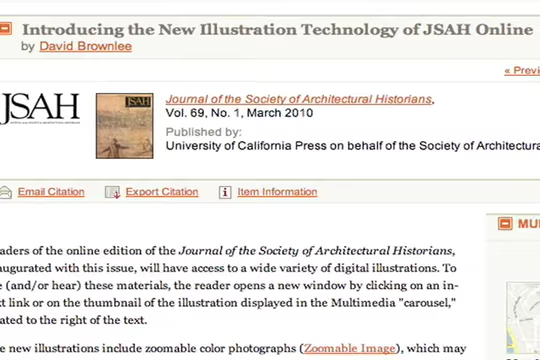 Introducing the New Illustration Technology of JSAH Online
by David Brownlee
« Previ
JSAH
JSAH
Journal of the Society of Architectural Historians,
Vol. 69, No. 1, March 2010
Published by:
University of California Press on behalf of the Society of Architectura
Email Citation
Export Citation
Item Information
MUL
aders of the online edition of the Journal of the Society of Architectural Historians,
augurated with this issue, will have access to a wide variety of digital illustrations. To
e (and/or hear) these materials, the reader opens a new window by clicking on an in-
xt link or on the thumbnail of the illustration displayed in the Multimedia "carousel,"
ated to the right of the text.
e new illustrations include zoomable color photographs (Zoomable Image), which may